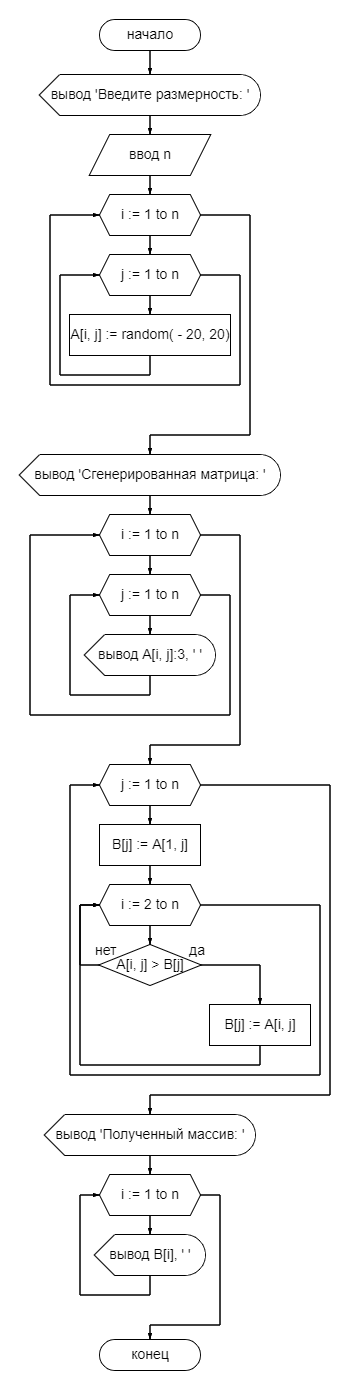 начало
вывод 'Введите размерность: '
ввод n
i := 1 to n
j := 1 to n
A[i, j] := random( - 20, 20)
вывод 'Сгенерированная матрица: '
i := 1 to n
j := 1 to n
вывод A[i, j]:3, ' '
j := 1 to n
B[j] := A[1, j]
i := 2 to n
нет
да
A[i, j] > B[j]
B[j] := A[i, j]
вывод 'Полученный массив: '
i := 1 to n
вывод B[i], ' '
конец